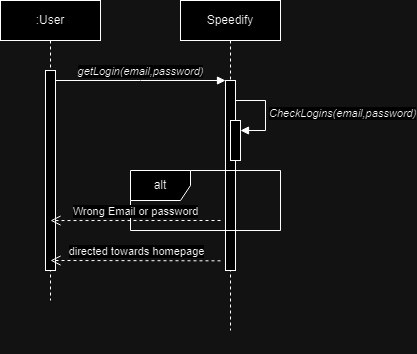 :User
Speedify
getLogin(email,password)
CheckLogins(email,password)
alt
Wrong Email or password
directed towards homepage